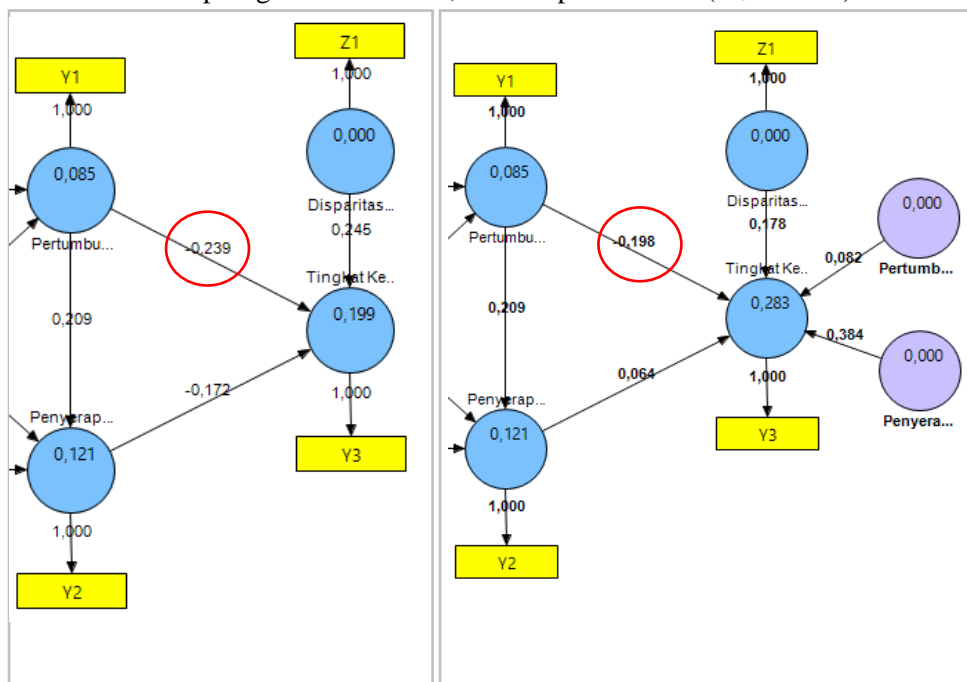 Z1
Y1
1,000
1,000
0,000
0,085
Disparitas...
0,245
Pertumbu...
-0,239
Tingkat Ke..
0,199
0,209
-0,172
1,000
Penyerap...
0,121
Y3
1,000
Y2
Z1
Y1
1,000
1,000
0,000
0,085
Disparitas...
0,178
Pertumbu...
-0,198
0,000
Pertumb...
0,082
Tingkat Ke..
0,283
0,209
0,384
0,000
Penyera...
0,064
1,000
Penyerap...
0,121
Y3
1,000
Y2